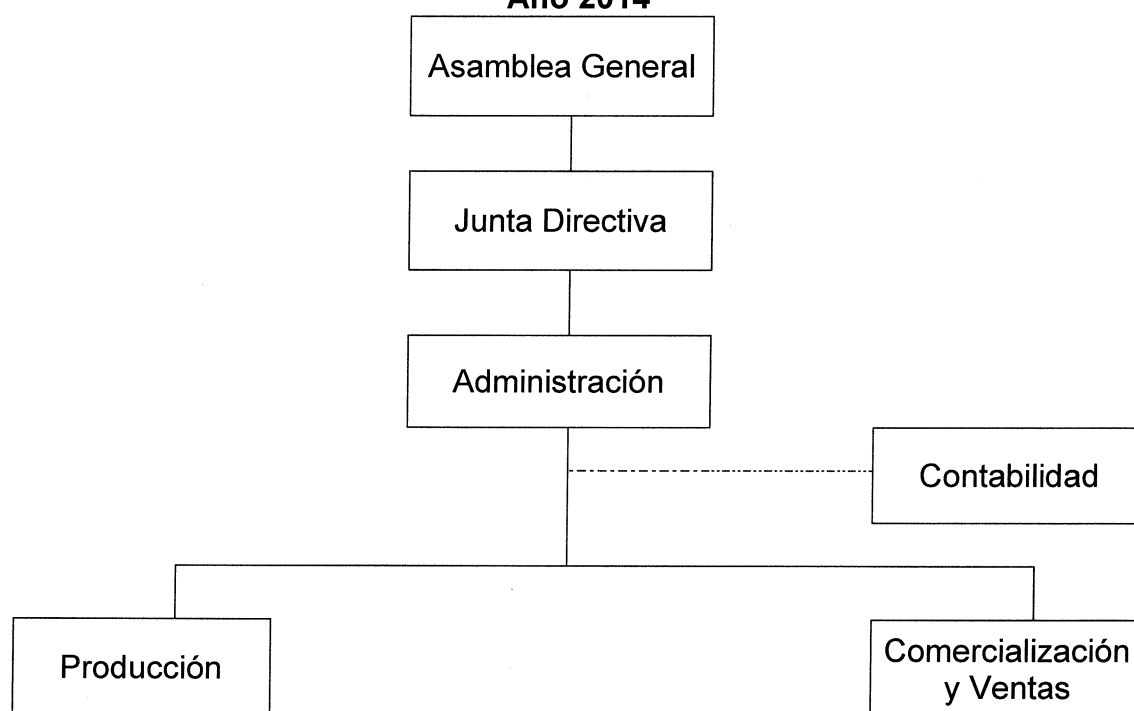 Año 2014
Asamblea General
Junta Directiva
Administración
Contabilidad
Producción
Comercialización
y Ventas